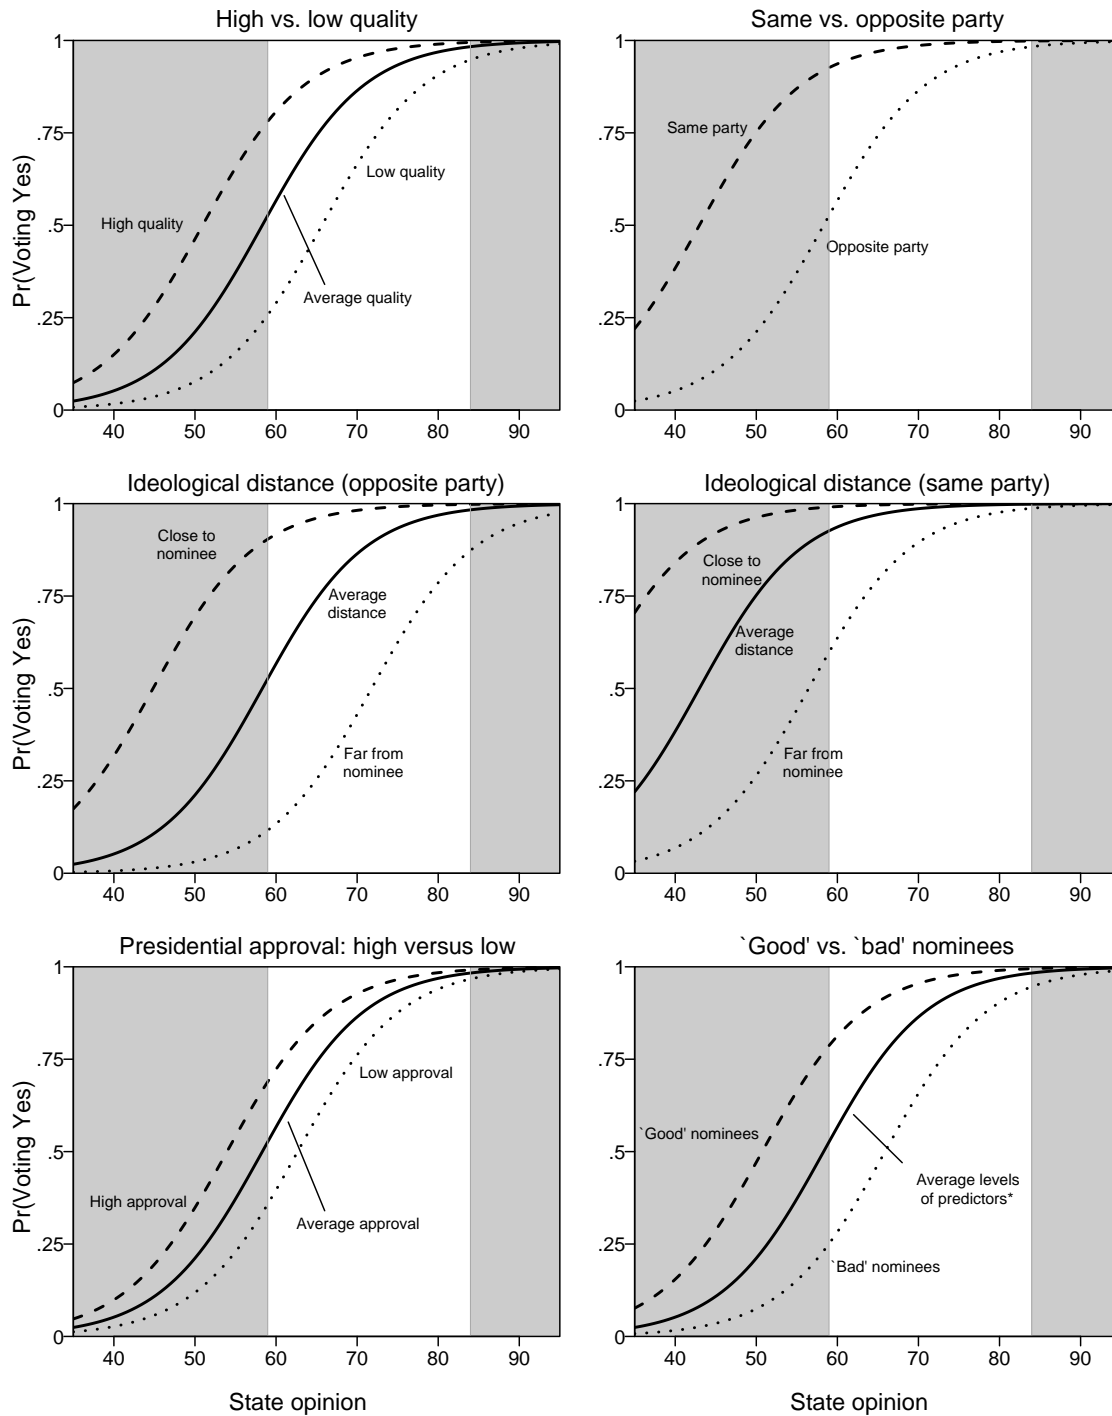 High vs. low quality
Pr(Voting Yes)
1
.75
.5
.25
0
High quality
Low quality
Average quality
40 50 60 70 80 90
Same vs. opposite party
1
.75
.5
.25
0
Same party
Opposite party
40 50 60 70 80 90
Ideological distance (opposite party)
Pr(Voting Yes)
1
.75
.5
.25
0
Close to
nominee
Average
distance
Far from
nominee
40 50 60 70 80 90
Ideological distance (same party)
1
.75
.5
.25
0
Close to
nominee
Average
distance
Far from
nominee
40 50 60 70 80 90
Presidential approval: high versus low
Pr(Voting Yes)
1
.75
.5
.25
0
Low approval
High approval
Average approval
40 50 60 70 80 90
State opinion
`Good' vs. `bad' nominees
1
.75
.5
.25
0
`Good' nominees
Average levels
of predictors*
`Bad' nominees
40 50 60 70 80 90
State opinion